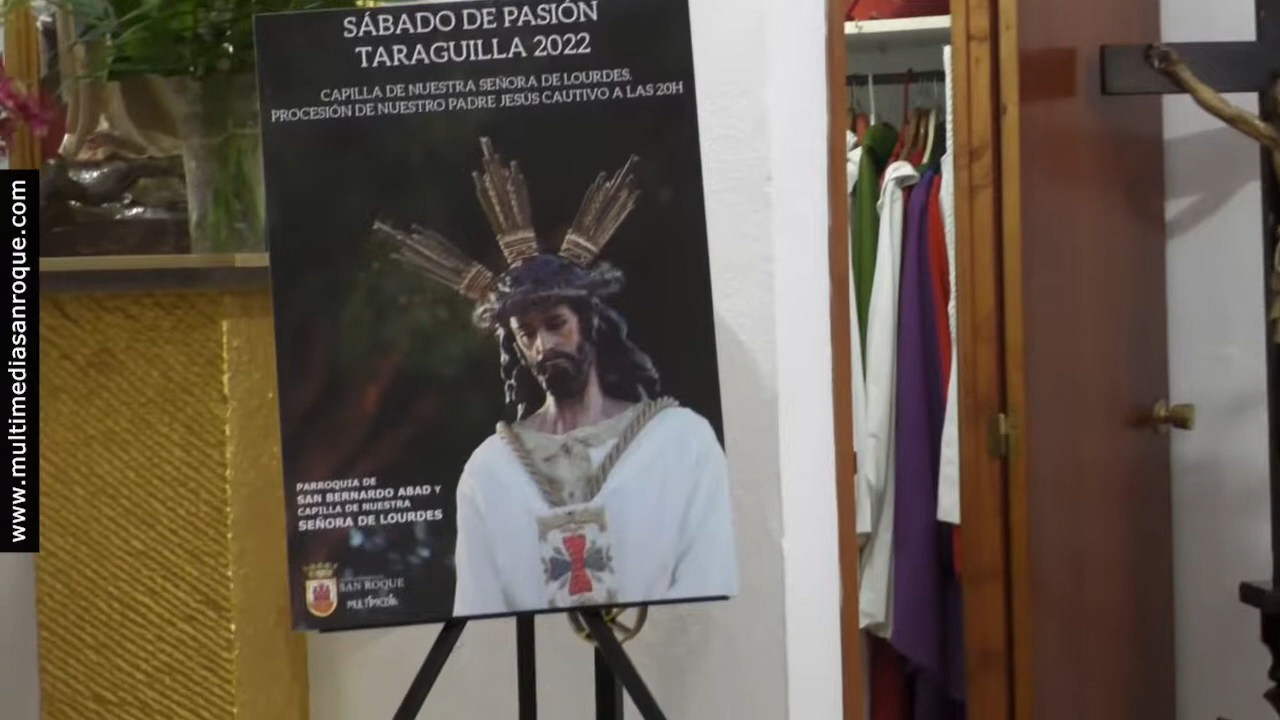 SÁBADO DE PASIÓN
TARAGUILLA 2022
CAPILLA DE NUESTRA SEÑORA DE LOURDES.
PROCESIÓN DE NUESTRO PADRE JESÚS CAUTIVO A LAS 20H
PARROQUIA DE
SAN BERNARDO ABAD Y
CAPILLA DE NUESTRA
SEÑORA DE LOURDES
SAN ROQUE
MULTIMEDIA
www.multimediasanroque.com